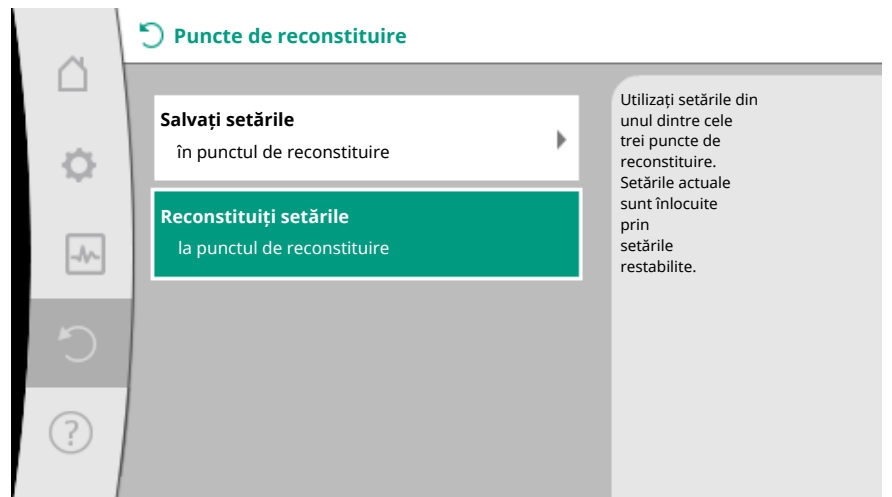 Puncte de reconstituire
Salvați setările
în punctul de reconstituire
Reconstituiți setările
la punctul de reconstituire
Utilizați setările din
unul dintre cele
trei puncte de
reconstituire.
Setările actuale
sunt înlocuite
prin
setările
restabilite.
?